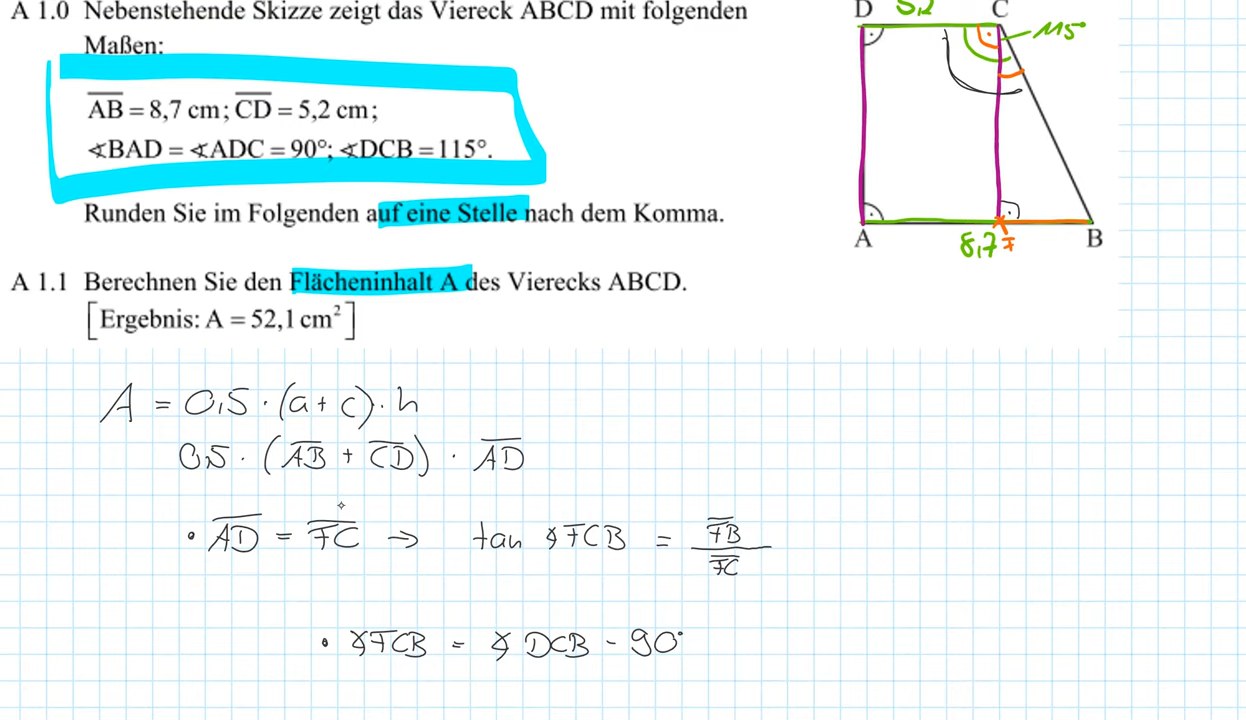 A 1.0 Nebenstehende Skizze zeigt das Viereck ABCD mit folgenden
Maßen:
AB = 8,7 cm; CD = 5,2 cm;
∢BAD = ∢ADC = 90°; ∢DCB = 115°.
Runden Sie im Folgenden auf eine Stelle nach dem Komma.
D 5,2 C
115°
A 8,7 F B
A 1.1 Berechnen Sie den Flächeninhalt A des Vierecks ABCD.
[Ergebnis: A = 52,1 cm²]
A = 0,5 · (a + c) · h
0,5 · (AB + CD) · AD
• AD = FC → tan ∢FCB = FB / FC
• ∢FCB = ∢DCB - 90°